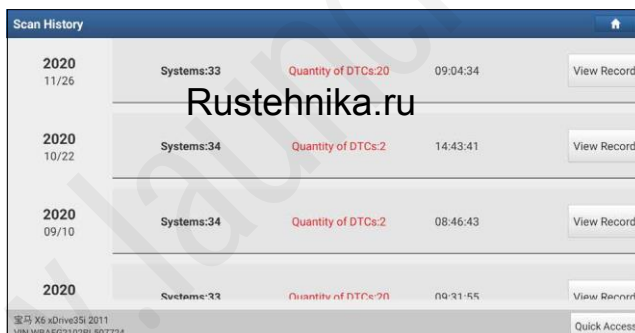 Scan History
2020
11/26
Systems:33
Quantity of DTCs:20
09:04:34
View Record
Rustehnika.ru
2020
10/22
Systems:34
Quantity of DTCs:2
14:43:41
View Record
2020
09/10
Systems:34
Quantity of DTCs:2
08:46:43
View Record
2020
Systems:33
Quantity of DTCs:20
09:31:55
View Record
宝马 X6 xDrive35i 2011
Quick Access